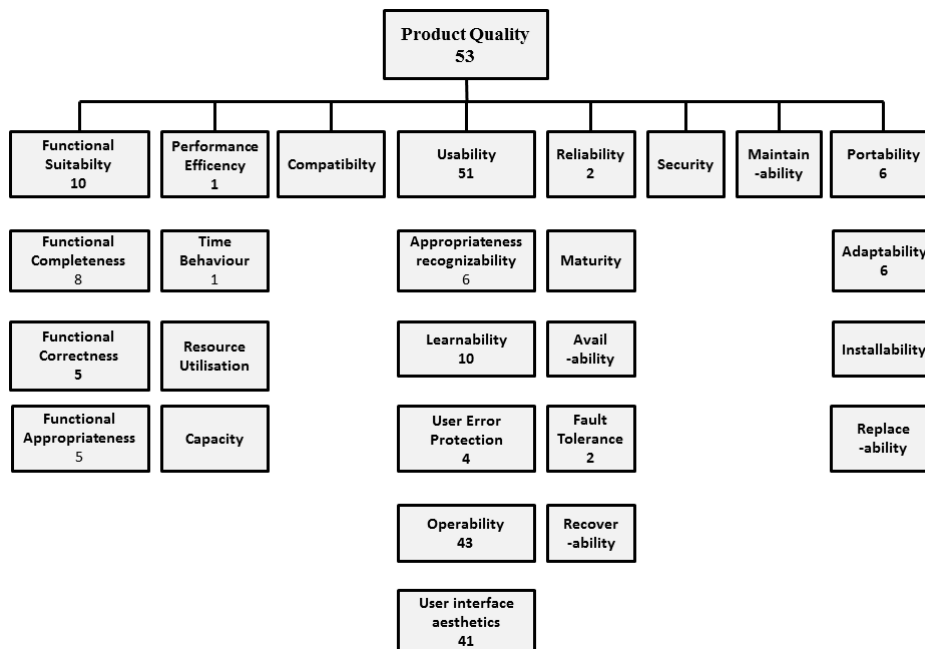 Product Quality
53
Functional
Suitabilty
10
Performance
Efficency
1
Compatibilty
Usability
51
Reliability
2
Security
Maintain
-ability
Portability
6
Functional
Completeness
8
Time
Behaviour
1
Appropriateness
recognizability
6
Maturity
Adaptability
6
Functional
Correctness
5
Resource
Utilisation
Learnability
10
Avail
-ability
Installability
Functional
Appropriateness
5
Capacity
User Error
Protection
4
Fault
Tolerance
2
Replace
-ability
Operability
43
Recover
-ability
User interface
aesthetics
41